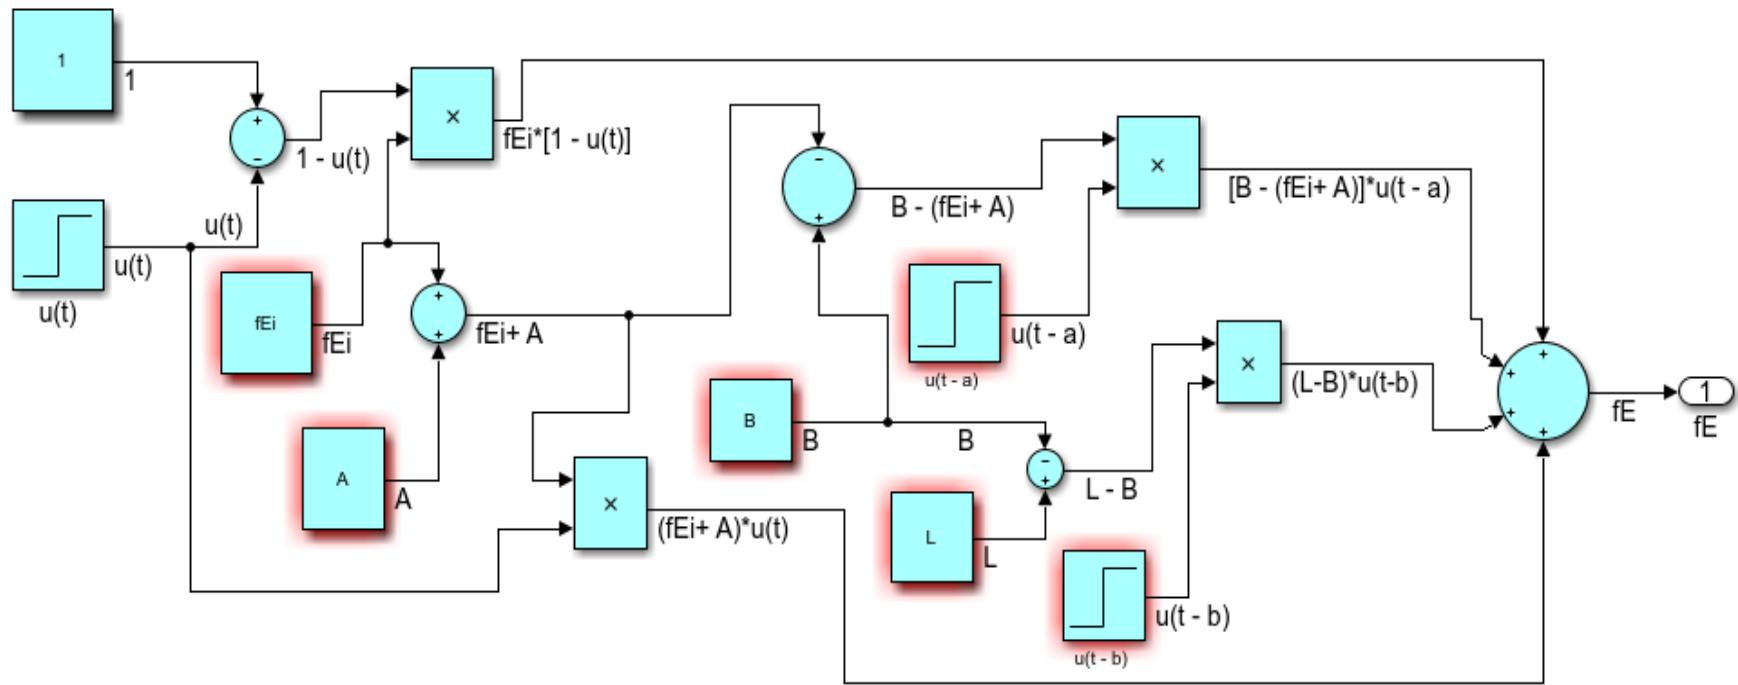 1
1
+
-
1 - u(t)
×
fEi*[1 - u(t)]
u(t)
u(t)
u(t)
fEi
fEi
+
+
fEi+ A
A
A
×
(fEi+ A)*u(t)
-
+
B - (fEi+ A)
×
[B - (fEi+ A)]*u(t - a)
u(t - a)
u(t - a)
B
B
B
-
+
L - B
L
L
×
(L-B)*u(t-b)
u(t - b)
u(t - b)
+
+
+
+
fE
1
fE